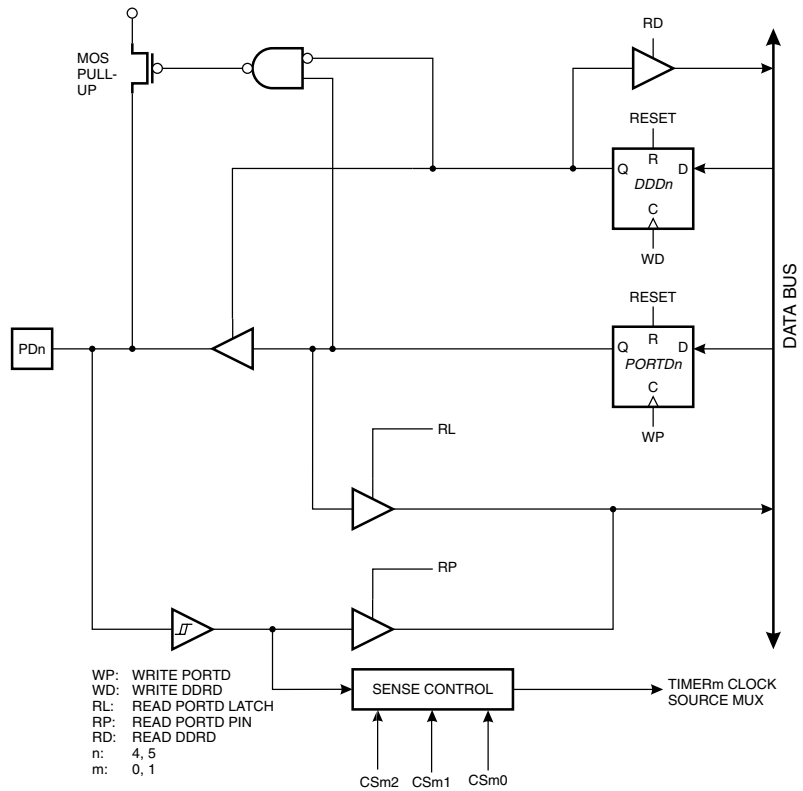 RD
MOS
PULL-
UP
RESET
R
Q
D
DDDn
C
WD
DATA BUS
RESET
R
PDn
Q
D
PORTDn
C
WP
RL
RP
WP: WRITE PORTD
WD: WRITE DDRD
RL: READ PORTD LATCH
RP: READ PORTD PIN
RD: READ DDRD
n: 4, 5
m: 0, 1
SENSE CONTROL
TIMERm CLOCK
SOURCE MUX
CSm2 CSm1 CSm0